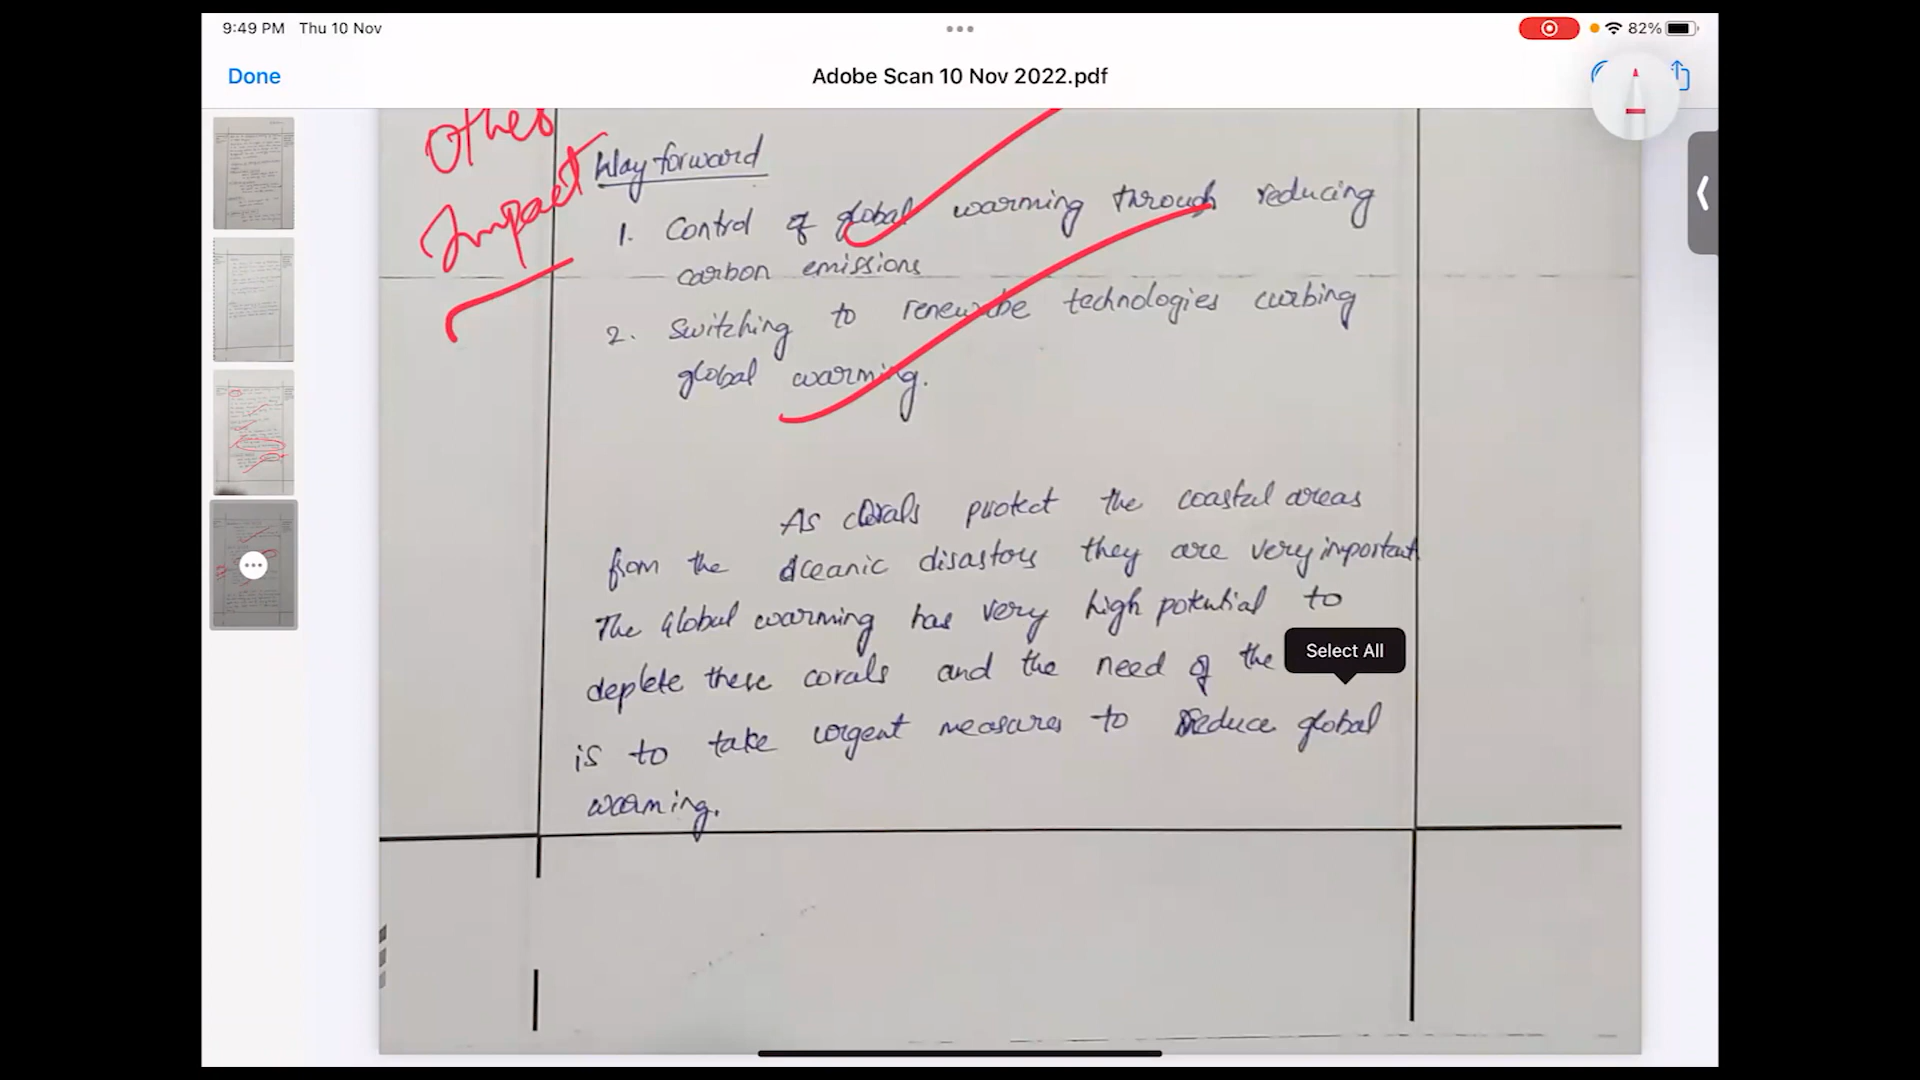 9:49 PM Thu 10 Nov
82%
Done
Adobe Scan 10 Nov 2022.pdf
Other
Impact
Way forward
1. Control of global warming through reducing
carbon emissions
2. Switching to renewbe technologies curbing
global warming.
As corals protect the coastal areas
from the oceanic disastors they are very important
The Global warming has very high potential to
deplete these corals and the need of the
Select All
is to take urgent measures to reduce global
warming.